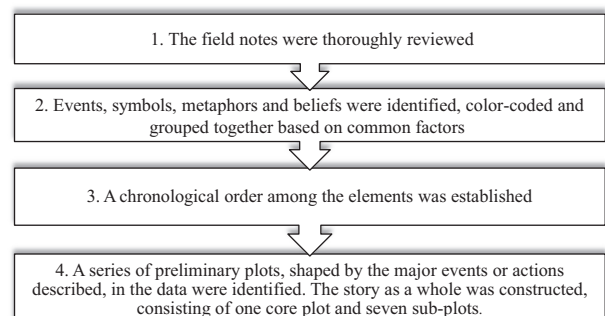 1. The field notes were thoroughly reviewed
2. Events, symbols, metaphors and beliefs were identified, color-coded and
grouped together based on common factors
3. A chronological order among the elements was established
4. A series of preliminary plots, shaped by the major events or actions
described, in the data were identified. The story as a whole was constructed,
consisting of one core plot and seven sub-plots.